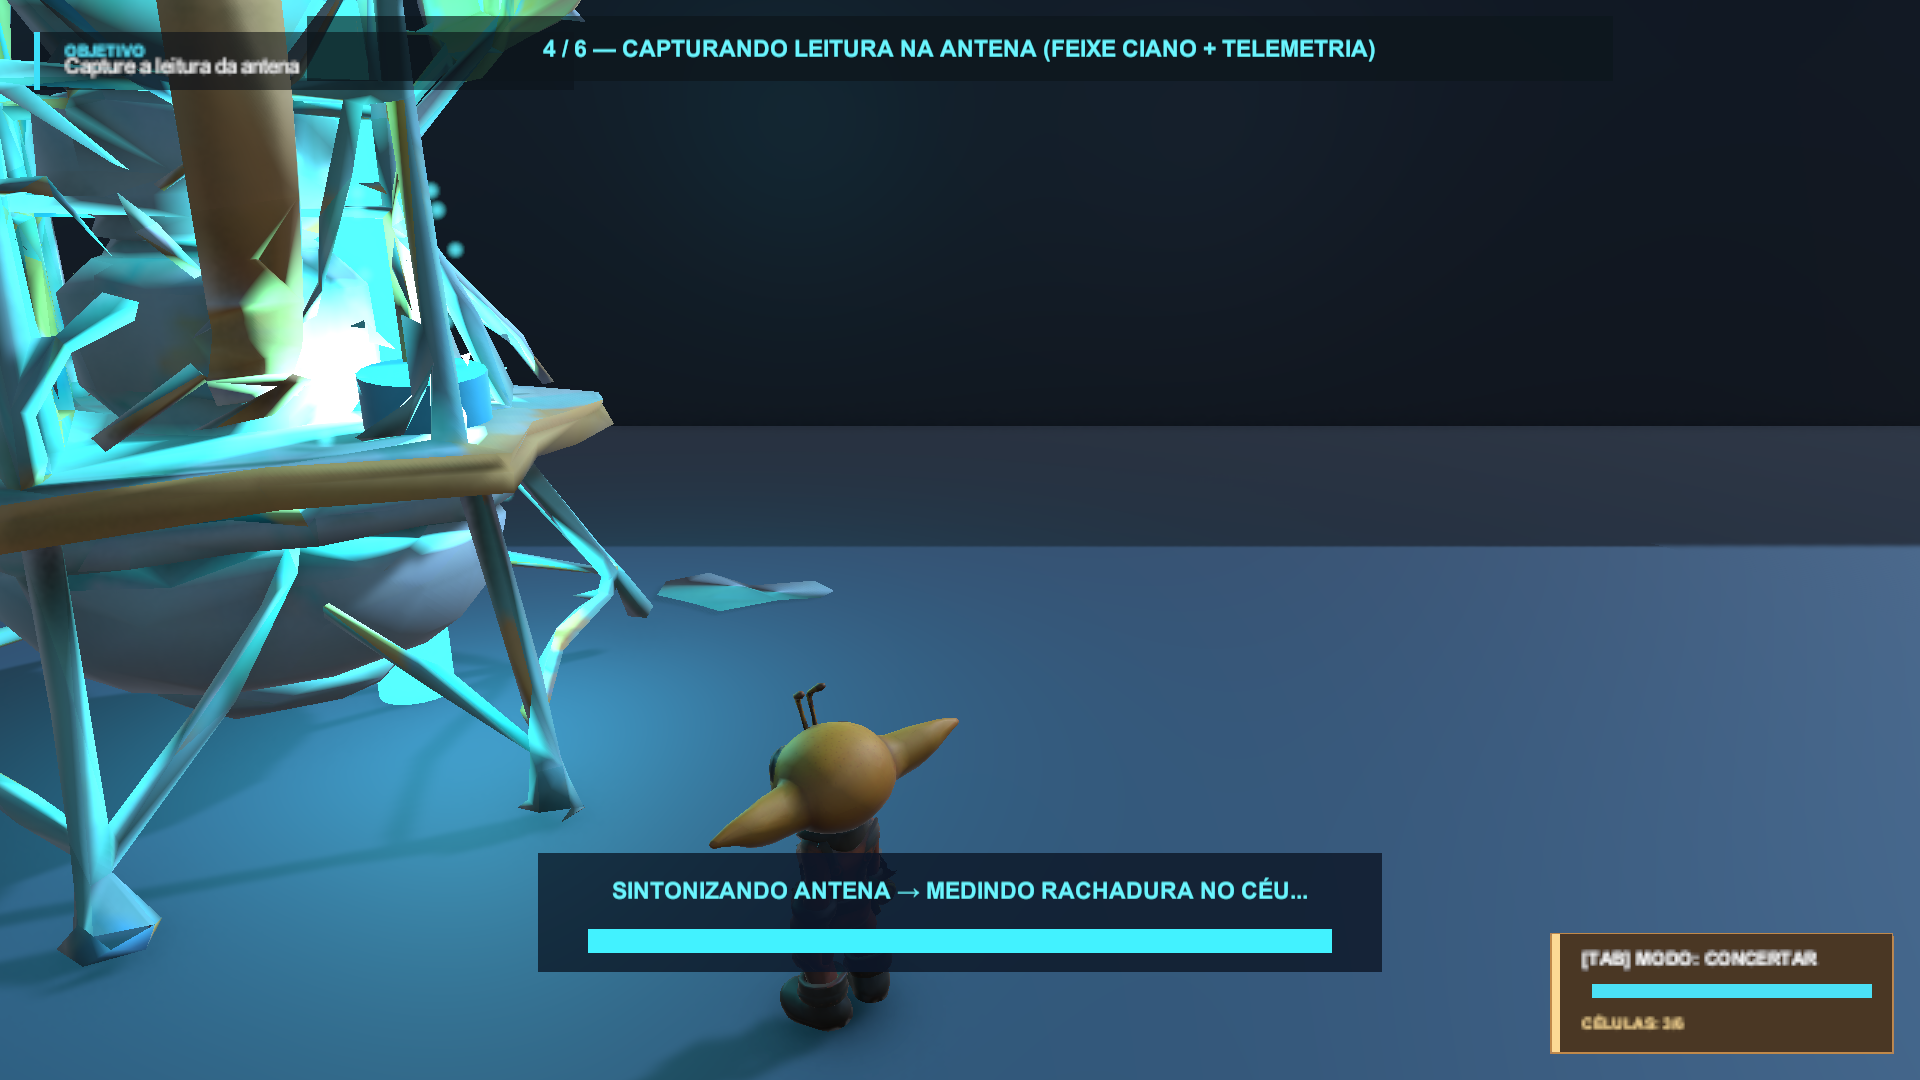 OBJETIVO
Capture a leitura da antena
4 / 6 — CAPTURANDO LEITURA NA ANTENA (FEIXE CIANO + TELEMETRIA)
SINTONIZANDO ANTENA → MEDINDO RACHADURA NO CÉU...
[TAB] MODO: CONCERTAR
CÉLULAS: 3/6